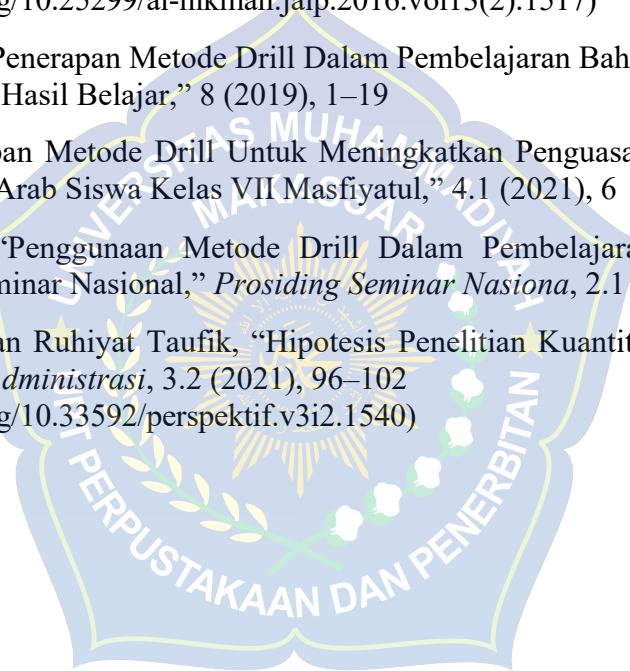 g/10.25299/al-hikmah.jaip.2016.vol13(2).1517)
Penerapan Metode Drill Dalam Pembelajaran Bah
Hasil Belajar,” 8 (2019), 1–19
pan Metode Drill Untuk Meningkatkan Penguasa
Arab Siswa Kelas VII Masfiyatul,” 4.1 (2021), 6
“Penggunaan Metode Drill Dalam Pembelajara
minar Nasional,” Prosiding Seminar Nasiona, 2.1
an Ruhiyat Taufik, “Hipotesis Penelitian Kuantit
dministrasi, 3.2 (2021), 96–102
g/10.33592/perspektif.v3i2.1540)
UNIVERSITAS MUHAMMADIYAH
MAKASSAR
UPT PERPUSTAKAAN DAN PENERBITAN